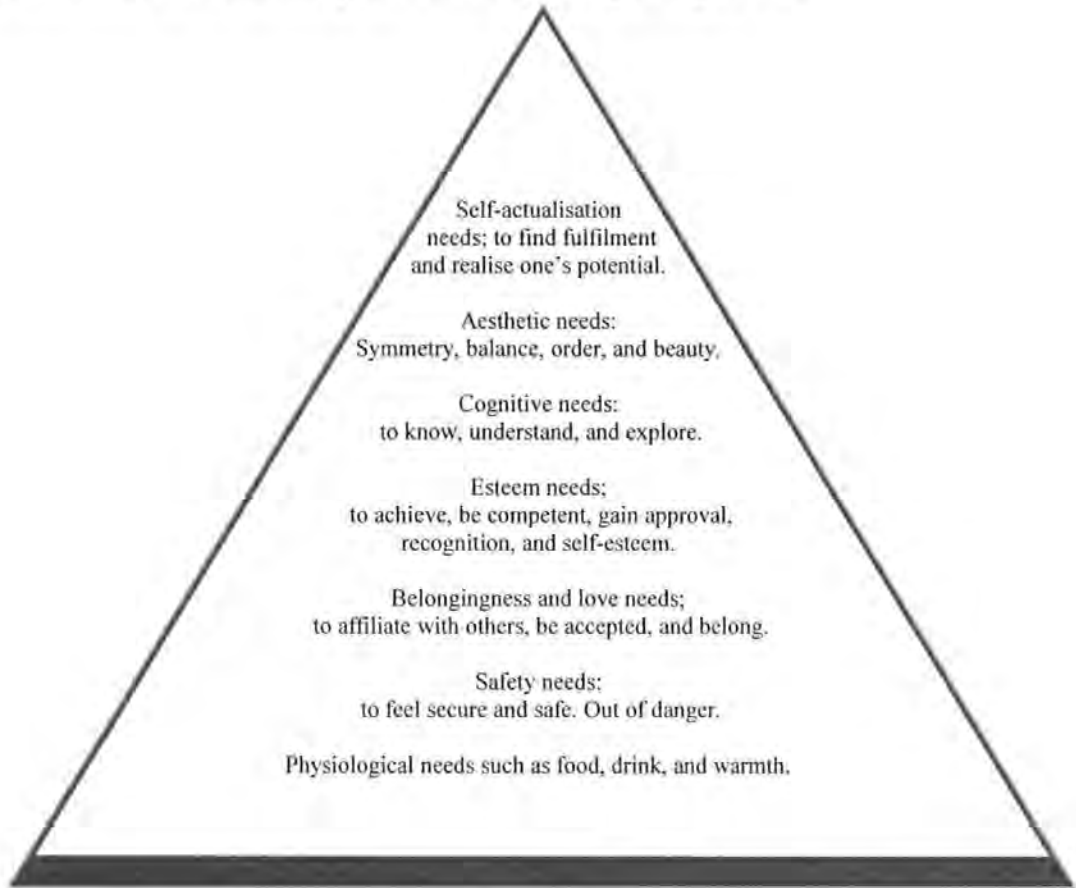 Self-actualisation
needs; to find fulfilment
and realise one's potential.
Aesthetic needs:
Symmetry, balance, order, and beauty.
Cognitive needs:
to know, understand, and explore.
Esteem needs;
to achieve, be competent, gain approval,
recognition, and self-esteem.
Belongingness and love needs;
to affiliate with others, be accepted, and belong.
Safety needs:
to feel secure and safe. Out of danger.
Physiological needs such as food, drink, and warmth.